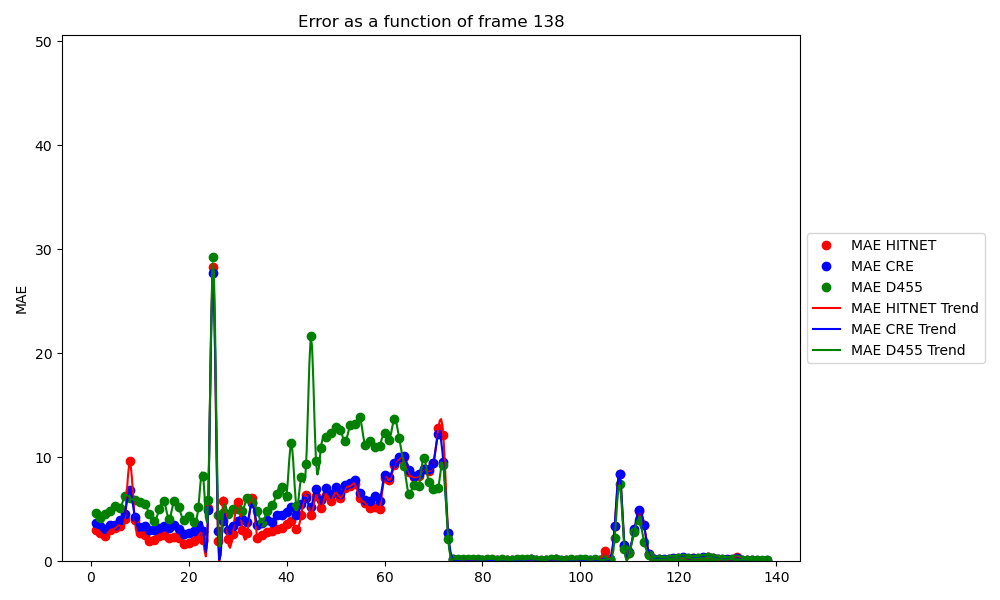 Error as a function of frame 138
50
40
30
20
10
0
MAE
0 20 40 60 80 100 120 140
MAE HITNET
MAE CRE
MAE D455
MAE HITNET Trend
MAE CRE Trend
MAE D455 Trend